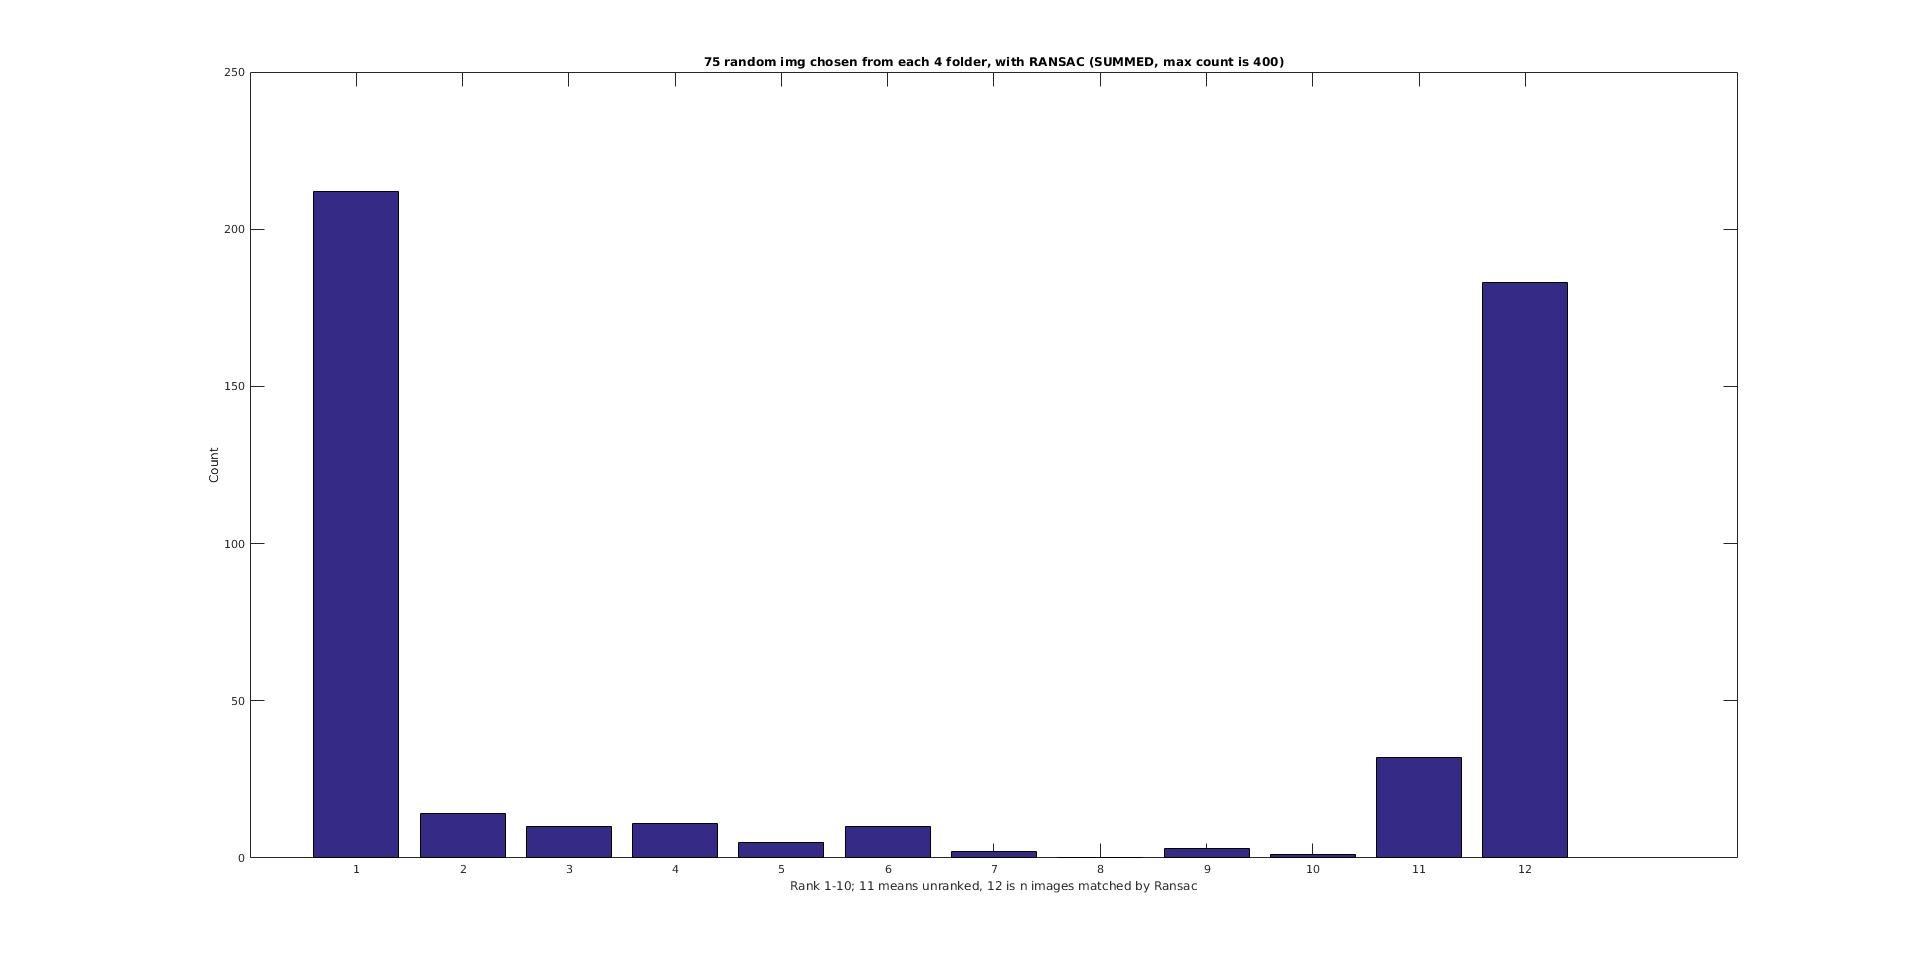 75 random img chosen from each 4 folder, with RANSAC (SUMMED, max count is 400)
250
200
150
100
50
0
Count
1 2 3 4 5 6 7 8 9 10 11 12
Rank 1-10; 11 means unranked, 12 is n images matched by Ransac